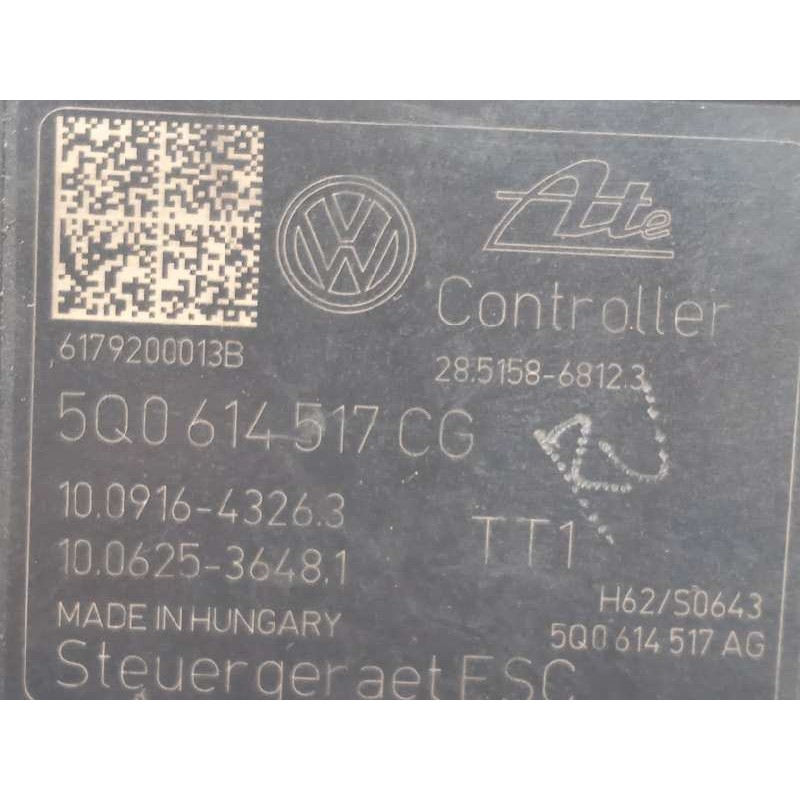 Ate
Controller
6179200013B
28.5158-6812.3
5Q0 614 517 CG
10.0916-4326.3
10.0625-3648.1
TT1
H62/S0643
MADE IN HUNGARY
5Q0 614 517 AG
Steuergeraet ESC